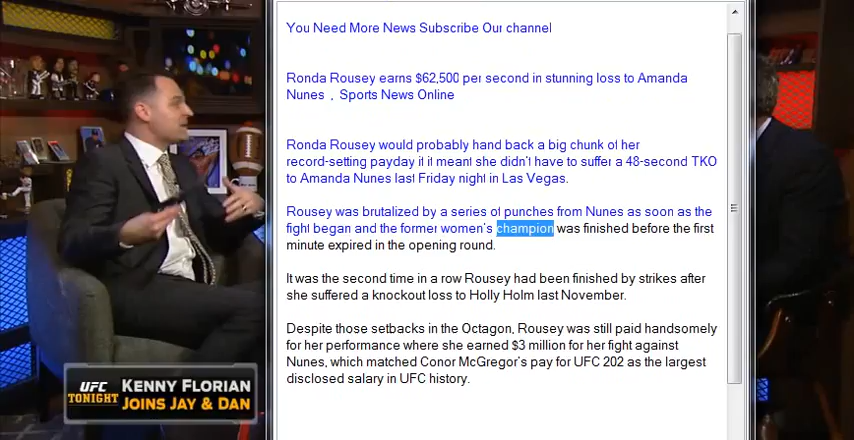 You Need More News Subscribe Our channel
Ronda Rousey earns $62,500 per second in stunning loss to Amanda
Nunes , Sports News Online
Ronda Rousey would probably hand back a big chunk of her
record-setting payday if it meant she didn't have to suffer a 48-second TKO
to Amanda Nunes last Friday night in Las Vegas.
Rousey was brutalized by a series of punches from Nunes as soon as the
fight began and the former women's champion was finished before the first
minute expired in the opening round.
It was the second time in a row Rousey had been finished by strikes after
she suffered a knockout loss to Holly Holm last November.
Despite those setbacks in the Octagon, Rousey was still paid handsomely
for her performance where she earned $3 million for her fight against
Nunes, which matched Conor McGregor's pay for UFC 202 as the largest
disclosed salary in UFC history.
UFC
TONIGHT
KENNY FLORIAN
JOINS JAY & DAN